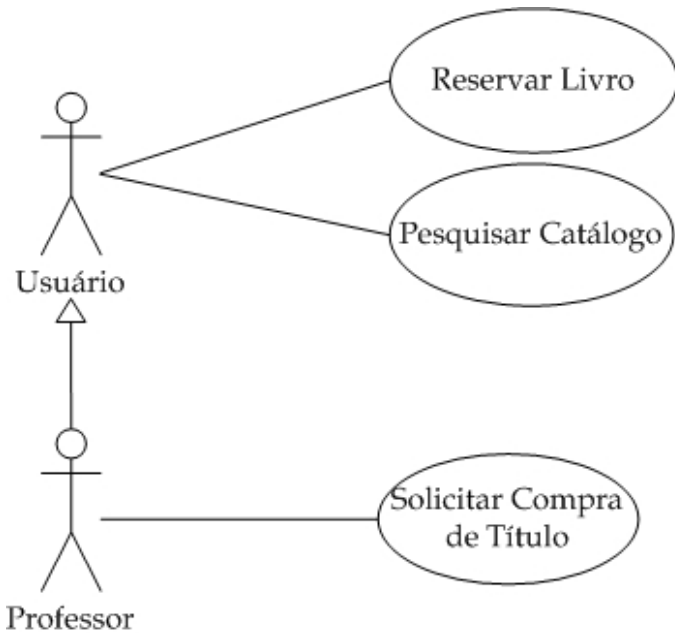 Reservar Livro
Pesquisar Catálogo
Usuário
Solicitar Compra
de Título
Professor